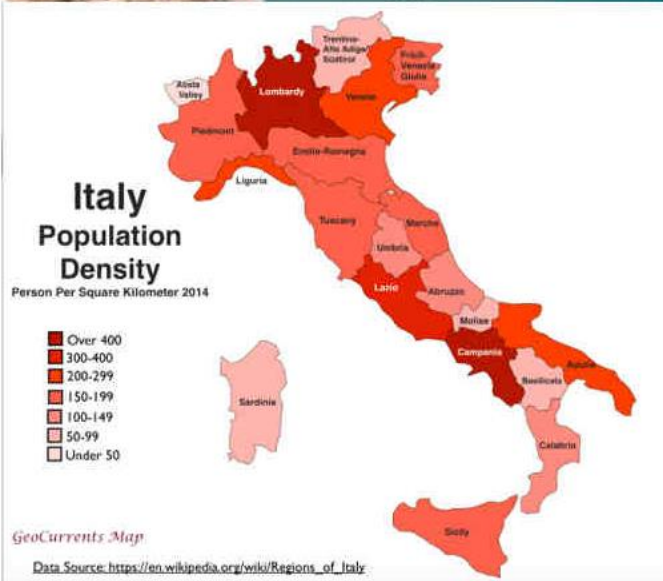 Trentino-
Alto Adige/
Südtirol
Friuli-
Venezia
Giulia
Aosta
Valley
Lombardy
Veneto
Piedmont
Emilia-Romagna
Liguria
Italy
Population
Density
Person Per Square Kilometer 2014
Tuscany
Marche
Umbria
Lazio
Abruzzo
Molise
Campania
Apulia
Basilicata
Sardinia
Calabria
Sicily
Over 400
300-400
200-299
150-199
100-149
50-99
Under 50
GeoCurrents Map
Data Source: https://en.wikipedia.org/wiki/Regions_of_Italy